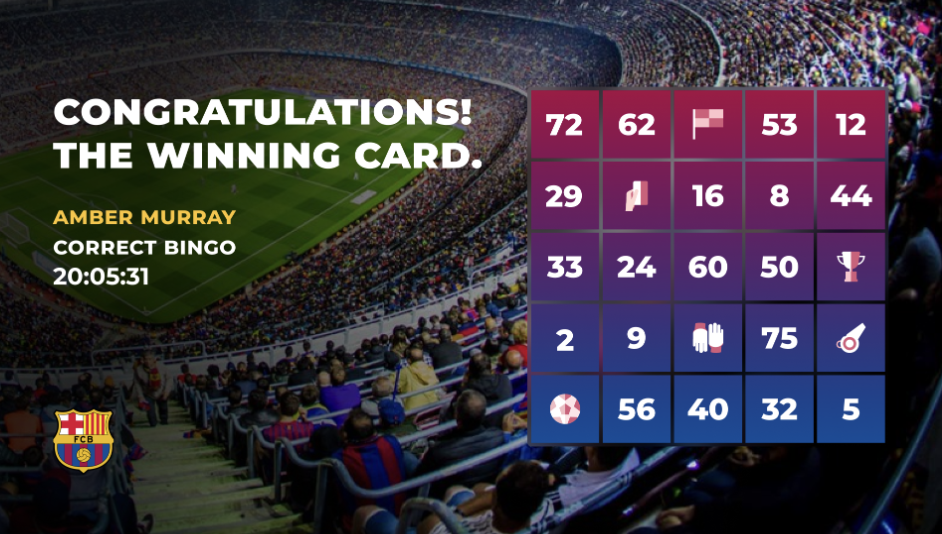 CONGRATULATIONS!
THE WINNING CARD.
AMBER MURRAY
CORRECT BINGO
20:05:31
FCB
72 62 53 12
29 16 8 44
33 24 60 50
2 9 75
56 40 32 5